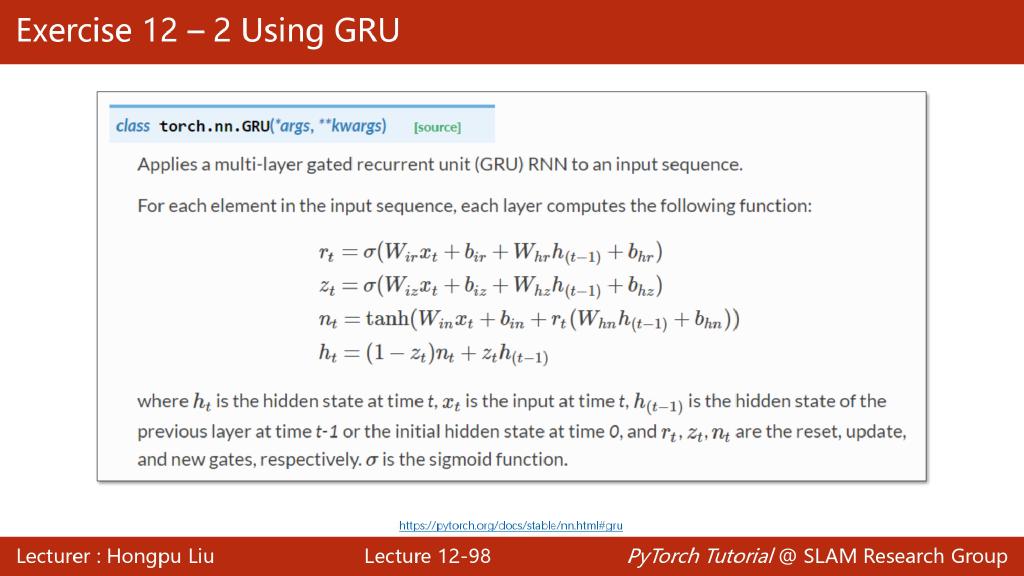 Exercise 12 – 2 Using GRU
class torch.nn.GRU(*args, **kwargs) [source]
Applies a multi-layer gated recurrent unit (GRU) RNN to an input sequence.
For each element in the input sequence, each layer computes the following function:
r_t = σ(W_{ir} x_t + b_{ir} + W_{hr} h_{(t−1)} + b_{hr})
z_t = σ(W_{iz} x_t + b_{iz} + W_{hz} h_{(t−1)} + b_{hz})
n_t = tanh(W_{in} x_t + b_{in} + r_t (W_{hn} h_{(t−1)} + b_{hn}))
h_t = (1 − z_t) n_t + z_t h_{(t−1)}
where h_t is the hidden state at time t, x_t is the input at time t, h_{(t−1)} is the hidden state of the
previous layer at time t-1 or the initial hidden state at time 0, and r_t, z_t, n_t are the reset, update,
and new gates, respectively. σ is the sigmoid function.
https://pytorch.org/docs/stable/nn.html#gru
Lecturer : Hongpu Liu Lecture 12-98 PyTorch Tutorial @ SLAM Research Group